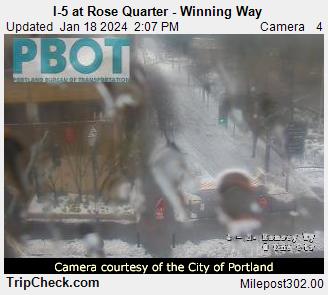 I-5 at Rose Quarter - Winning Way
Updated Jan 18 2024 2:07 PM Camera 4
PBOT
PORTLAND BUREAU OF TRANSPORTATION
Camera courtesy of the City of Portland
TripCheck.com Milepost302.00